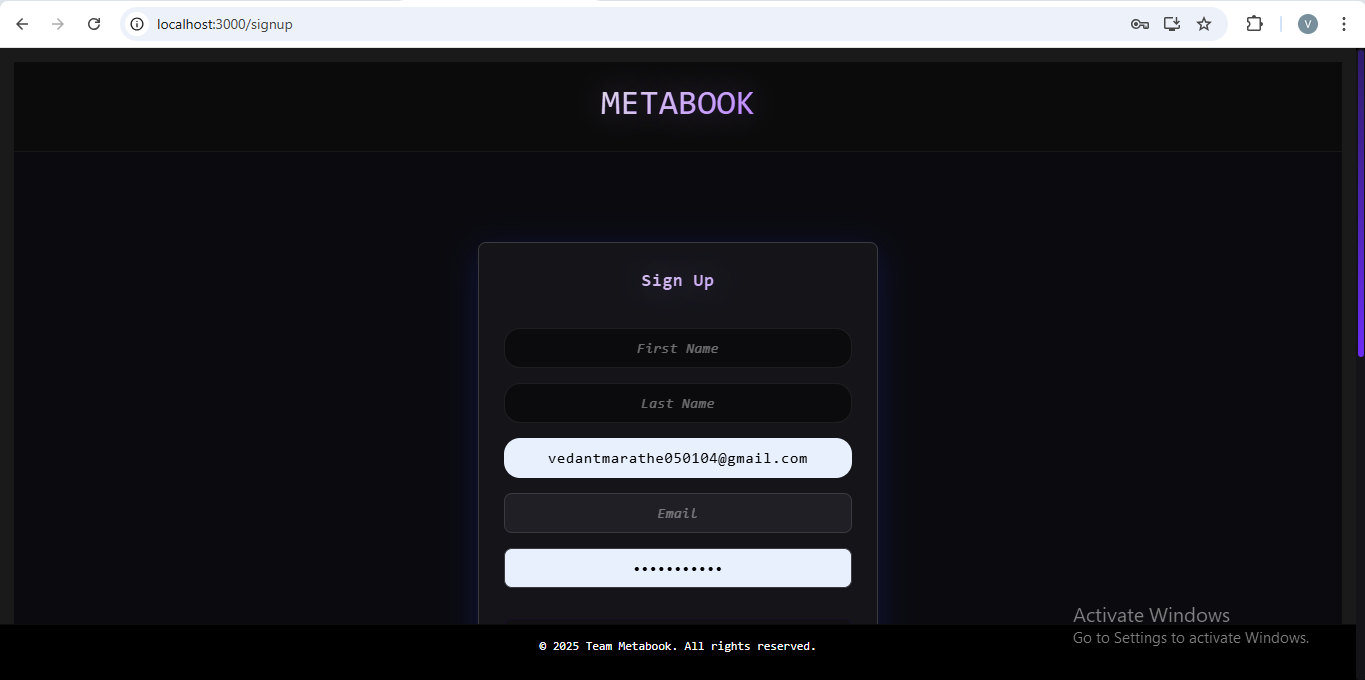 localhost:3000/signup
V
METABOOK
Sign Up
First Name
Last Name
vedantmarathe050104@gmail.com
Email
•••••••••••
Activate Windows
Go to Settings to activate Windows.
© 2025 Team Metabook. All rights reserved.